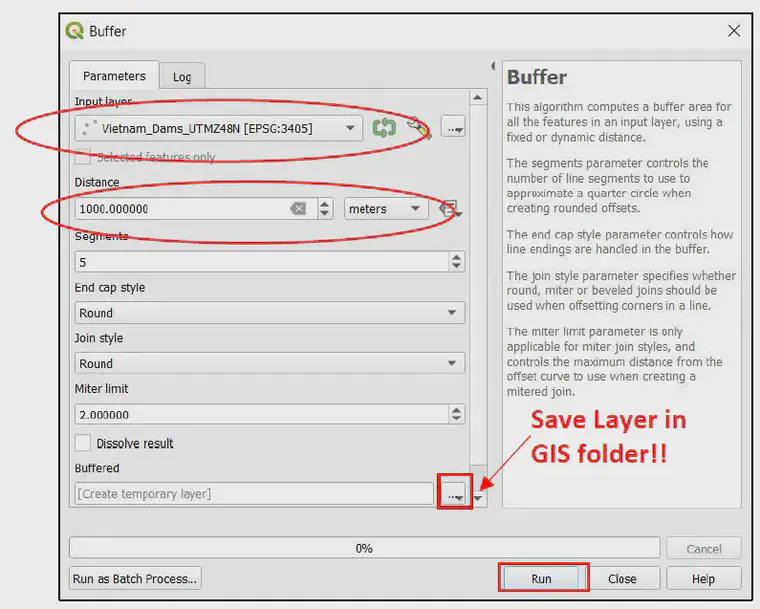 Buffer
Parameters
Log
Input layer
Vietnam_Dams_UTMZ48N [EPSG:3405]
...
Selected features only
Distance
1000.000000
meters
Segments
5
End cap style
Round
Join style
Round
Miter limit
2.000000
Dissolve result
Buffered
[Create temporary layer]
...
0%
Cancel
Run as Batch Process...
Run
Close
Help
Buffer
This algorithm computes a buffer area for
all the features in an input layer, using a
fixed or dynamic distance.
The segments parameter controls the
number of line segments to use to
approximate a quarter circle when
creating rounded offsets.
The end cap style parameter controls how
line endings are handled in the buffer.
The join style parameter specifies whether
round, miter or beveled joins should be
used when offsetting corners in a line.
The miter limit parameter is only
applicable for miter join styles, and
controls the maximum distance from the
offset curve to use when creating a
mitered join.
Save Layer in
GIS folder!!